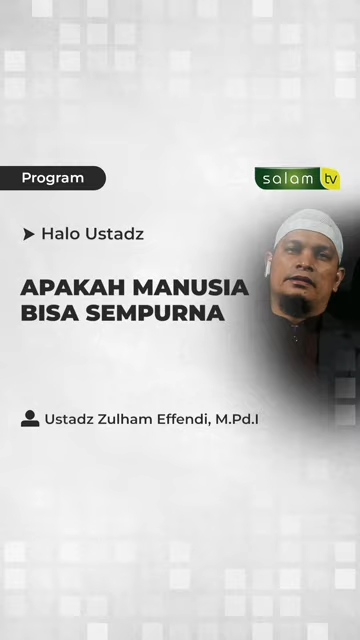 Program
salam tv
Halo Ustadz
APAKAH MANUSIA
BISA SEMPURNA
Ustadz Zulham Effendi, M.Pd.I